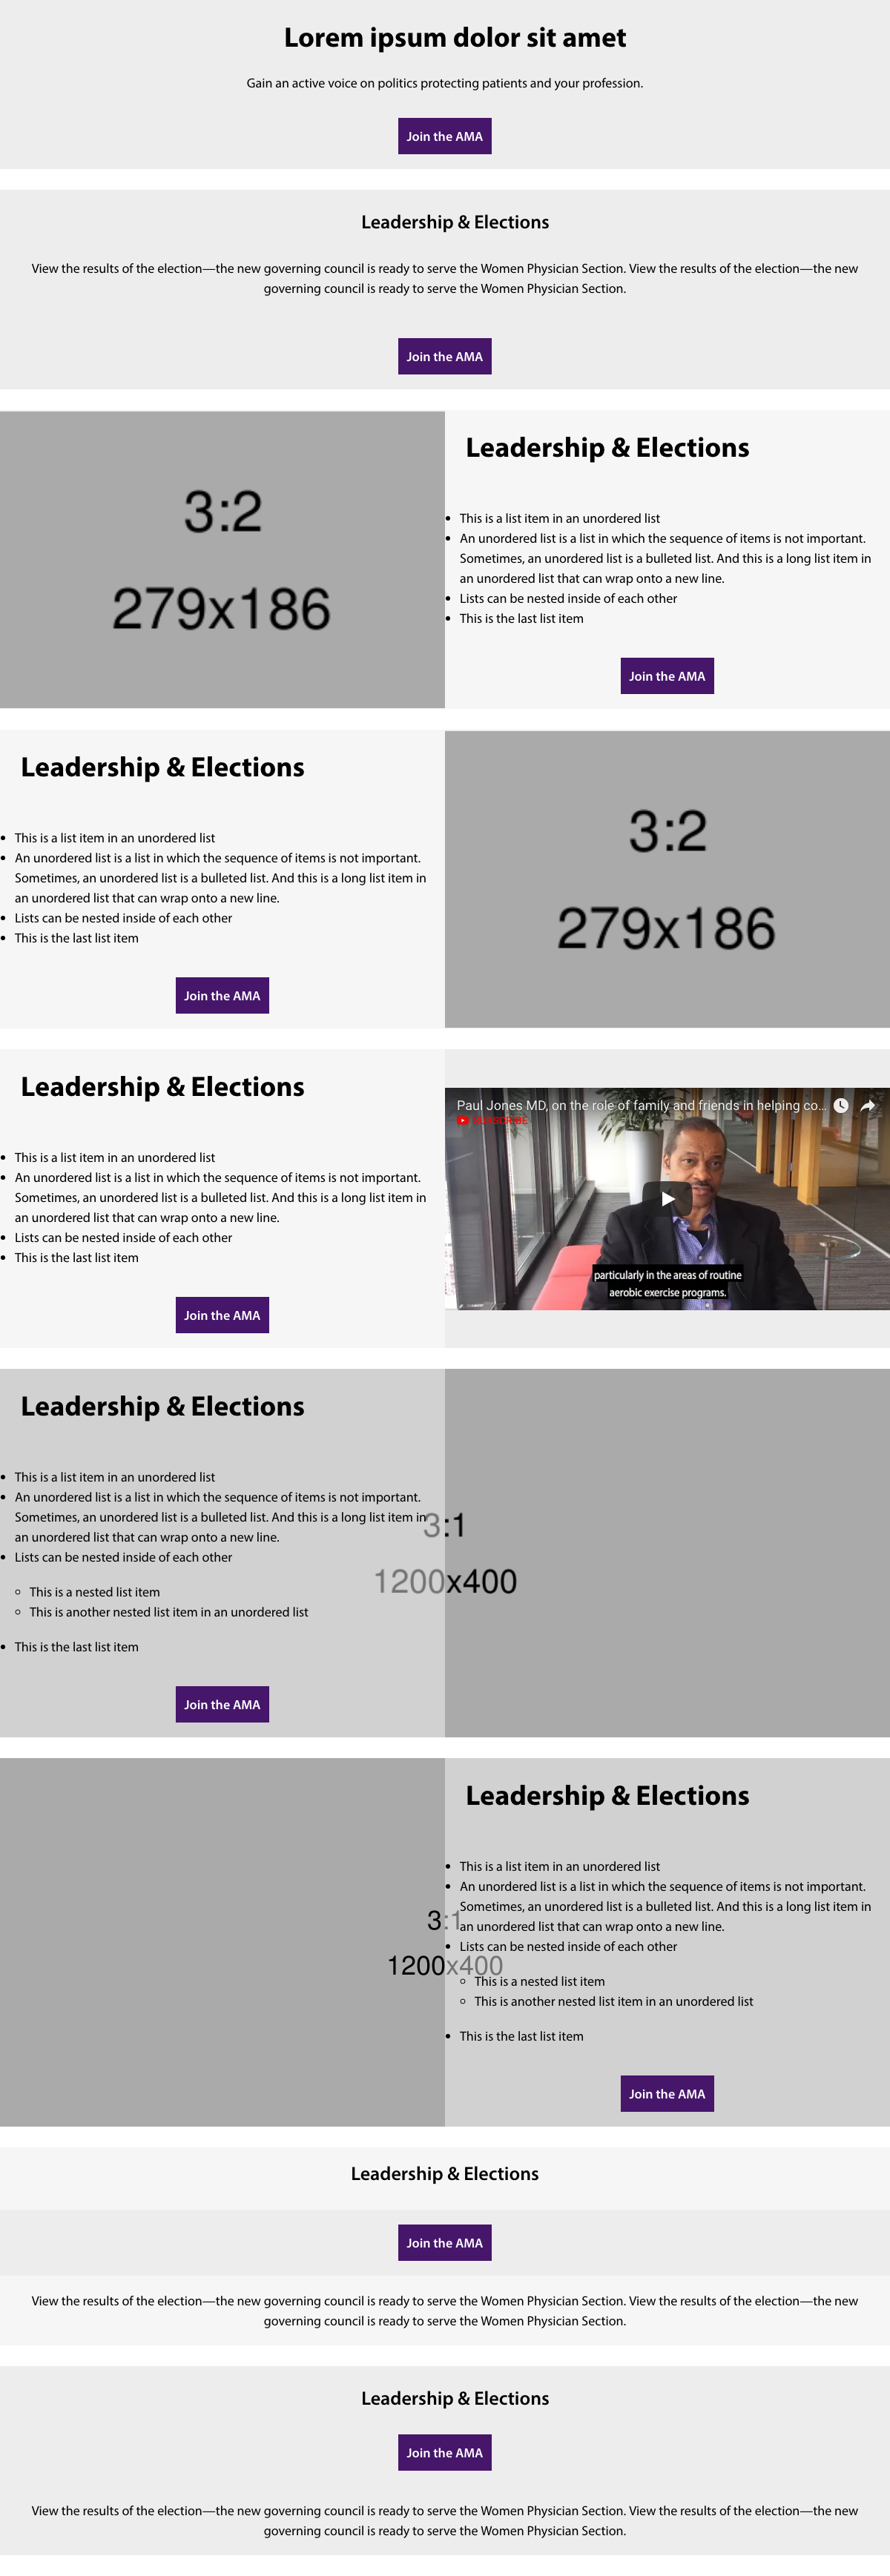 Lorem ipsum dolor sit amet
Gain an active voice on politics protecting patients and your profession.
Join the AMA
Leadership & Elections
View the results of the election—the new governing council is ready to serve the Women Physician Section. View the results of the election—the new
governing council is ready to serve the Women Physician Section.
Join the AMA
3:2
279x186
Leadership & Elections
• This is a list item in an unordered list
• An unordered list is a list in which the sequence of items is not important.
Sometimes, an unordered list is a bulleted list. And this is a long list item in
an unordered list that can wrap onto a new line.
• Lists can be nested inside of each other
• This is the last list item
Join the AMA
Leadership & Elections
• This is a list item in an unordered list
• An unordered list is a list in which the sequence of items is not important.
Sometimes, an unordered list is a bulleted list. And this is a long list item in
an unordered list that can wrap onto a new line.
• Lists can be nested inside of each other
• This is the last list item
Join the AMA
3:2
279x186
Leadership & Elections
• This is a list item in an unordered list
• An unordered list is a list in which the sequence of items is not important.
Sometimes, an unordered list is a bulleted list. And this is a long list item in
an unordered list that can wrap onto a new line.
• Lists can be nested inside of each other
• This is the last list item
Join the AMA
Paul Jones MD, on the role of family and friends in helping co...
particularly in the areas of routine
aerobic exercise programs.
Leadership & Elections
• This is a list item in an unordered list
• An unordered list is a list in which the sequence of items is not important.
Sometimes, an unordered list is a bulleted list. And this is a long list item in
an unordered list that can wrap onto a new line.
• Lists can be nested inside of each other
◦ This is a nested list item
◦ This is another nested list item in an unordered list
• This is the last list item
Join the AMA
3:1
1200x400
Leadership & Elections
• This is a list item in an unordered list
• An unordered list is a list in which the sequence of items is not important.
Sometimes, an unordered list is a bulleted list. And this is a long list item in
an unordered list that can wrap onto a new line.
• Lists can be nested inside of each other
◦ This is a nested list item
◦ This is another nested list item in an unordered list
• This is the last list item
Join the AMA
3:1
1200x400
Leadership & Elections
Join the AMA
View the results of the election—the new governing council is ready to serve the Women Physician Section. View the results of the election—the new
governing council is ready to serve the Women Physician Section.
Leadership & Elections
Join the AMA
View the results of the election—the new governing council is ready to serve the Women Physician Section. View the results of the election—the new
governing council is ready to serve the Women Physician Section.